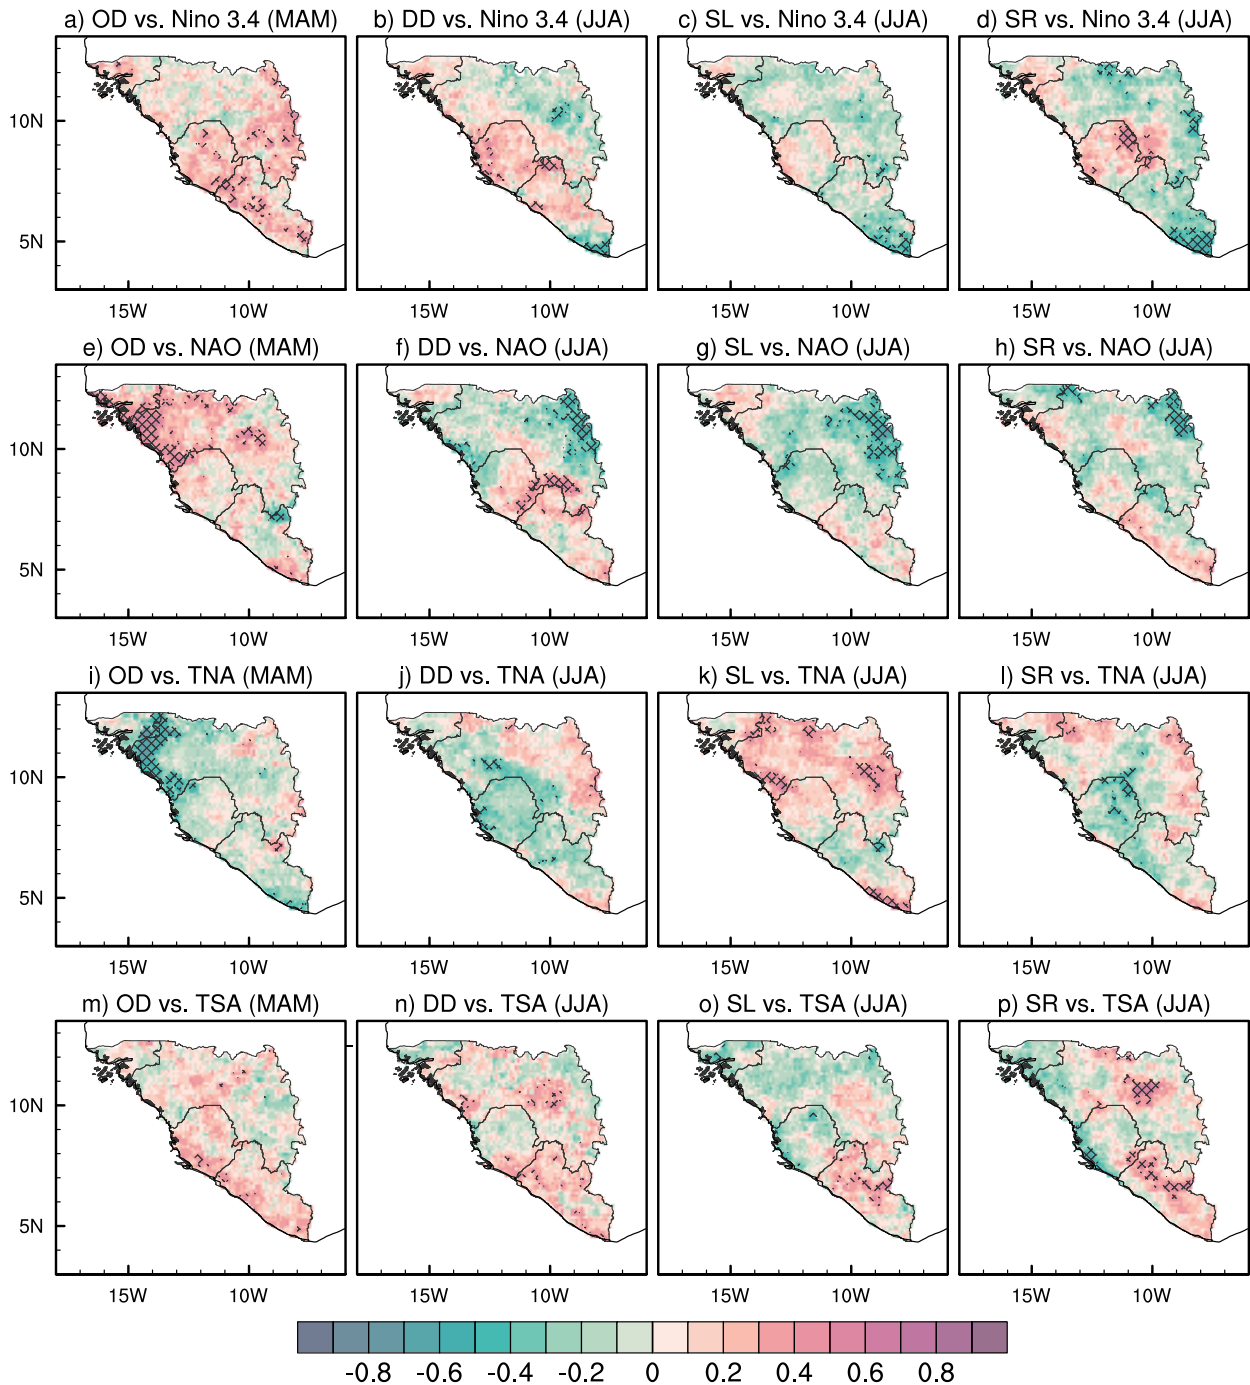 a) OD vs. Nino 3.4 (MAM)
b) DD vs. Nino 3.4 (JJA)
c) SL vs. Nino 3.4 (JJA)
d) SR vs. Nino 3.4 (JJA)
10N
5N
15W 10W 15W 10W 15W 10W 15W 10W
e) OD vs. NAO (MAM)
f) DD vs. NAO (JJA)
g) SL vs. NAO (JJA)
h) SR vs. NAO (JJA)
10N
5N
15W 10W 15W 10W 15W 10W 15W 10W
i) OD vs. TNA (MAM)
j) DD vs. TNA (JJA)
k) SL vs. TNA (JJA)
l) SR vs. TNA (JJA)
10N
5N
15W 10W 15W 10W 15W 10W 15W 10W
m) OD vs. TSA (MAM)
n) DD vs. TSA (JJA)
o) SL vs. TSA (JJA)
p) SR vs. TSA (JJA)
10N
5N
15W 10W 15W 10W 15W 10W 15W 10W
-0.8 -0.6 -0.4 -0.2 0 0.2 0.4 0.6 0.8